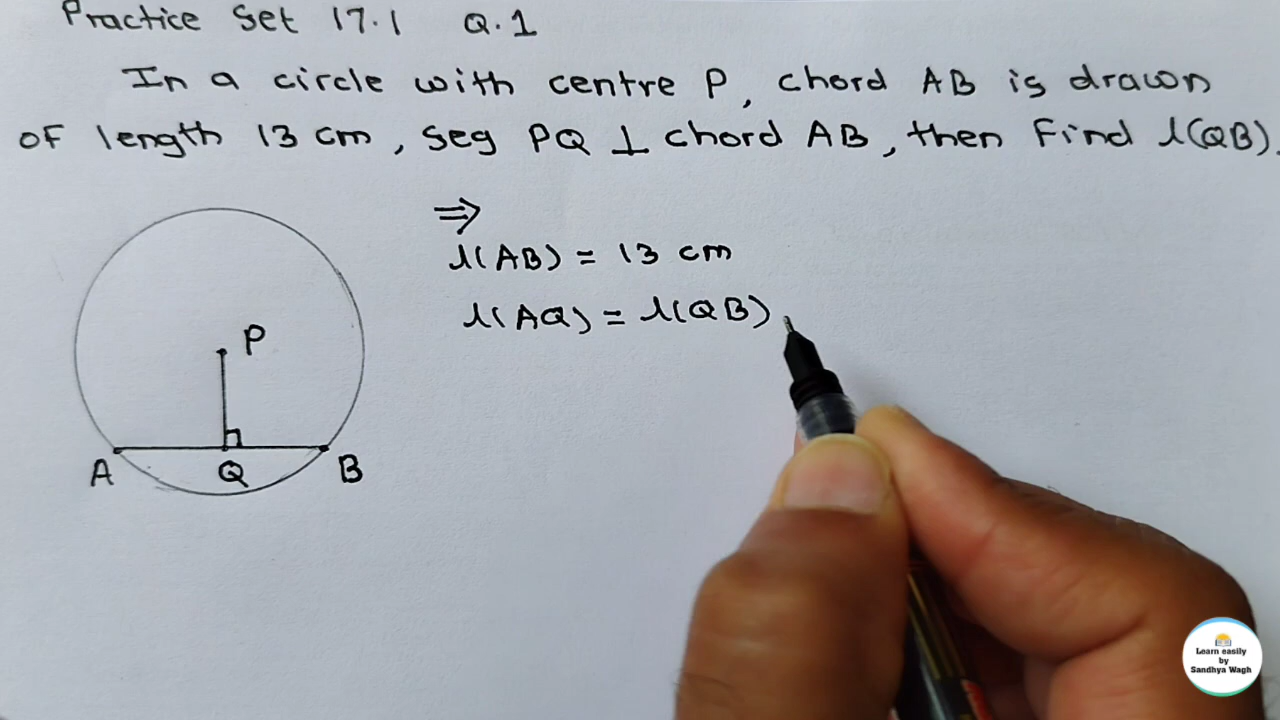 Practice Set 17.1 Q.1
In a circle with centre P, chord AB is drawn
of length 13 cm, seg PQ ⊥ chord AB, then Find l(QB).
⇒
l(AB) = 13 cm
l(AQ) = l(QB)
P
A
Q
B
Learn easily
by
Sandhya Wagh